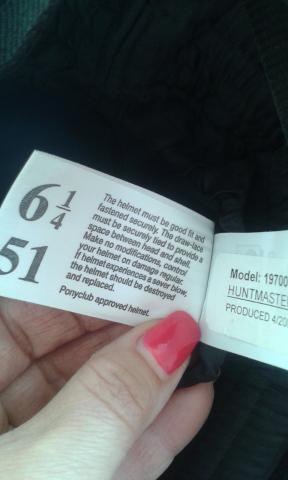 6 1/4
51
The helmet must be good fit and
fastened securely. The draw-lace
must be securely tied to provide a
space between head and shell.
Make no modifications, control
your helmet on damage regular.
If helmet experiences a sever blow,
the helmet should be destroyed
and replaced.
Ponyclub approved helmet.
Model: 19700
HUNTMASTE
PRODUCED 4/20